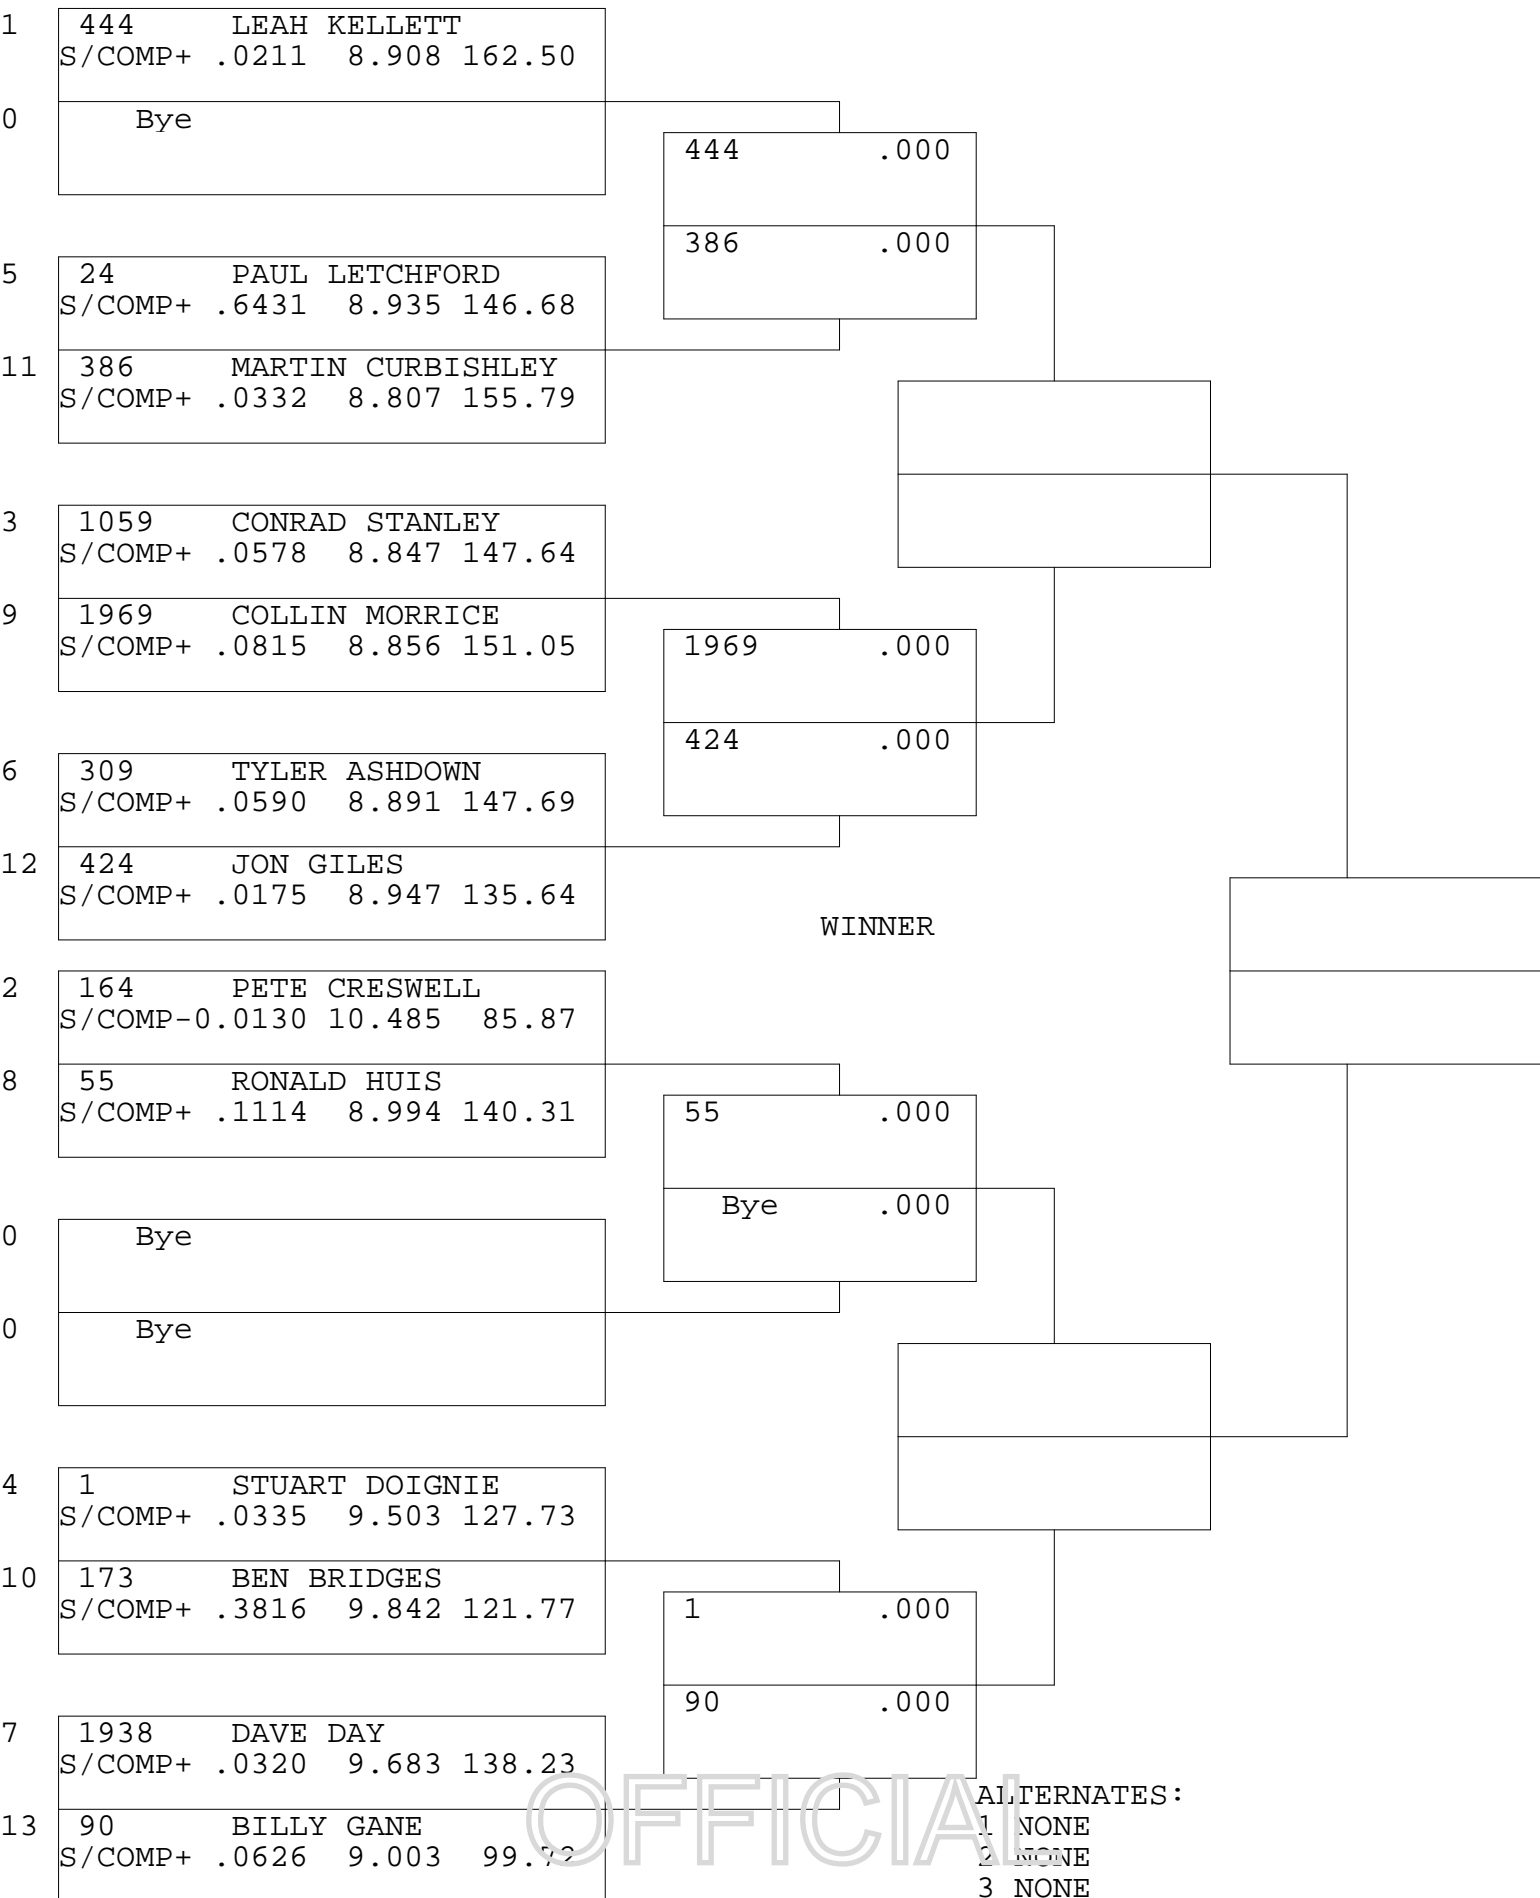 1 444 LEAH KELLETT
S/COMP+ .0211 8.908 162.50
0 Bye
444 .000
386 .000
5 24 PAUL LETCHFORD
S/COMP+ .6431 8.935 146.68
11 386 MARTIN CURBISHLEY
S/COMP+ .0332 8.807 155.79
3 1059 CONRAD STANLEY
S/COMP+ .0578 8.847 147.64
9 1969 COLLIN MORRICE
S/COMP+ .0815 8.856 151.05
1969 .000
424 .000
6 309 TYLER ASHDOWN
S/COMP+ .0590 8.891 147.69
12 424 JON GILES
S/COMP+ .0175 8.947 135.64
WINNER
2 164 PETE CRESWELL
S/COMP-0.0130 10.485 85.87
8 55 RONALD HUIS
S/COMP+ .1114 8.994 140.31
55 .000
Bye .000
0 Bye
0 Bye
4 1 STUART DOIGNIE
S/COMP+ .0335 9.503 127.73
10 173 BEN BRIDGES
S/COMP+ .3816 9.842 121.77
1 .000
90 .000
7 1938 DAVE DAY
S/COMP+ .0320 9.683 138.23
13 90 BILLY GANE
S/COMP+ .0626 9.003 99.72
OFFICIAL
ALTERNATES:
1 NONE
2 NONE
3 NONE